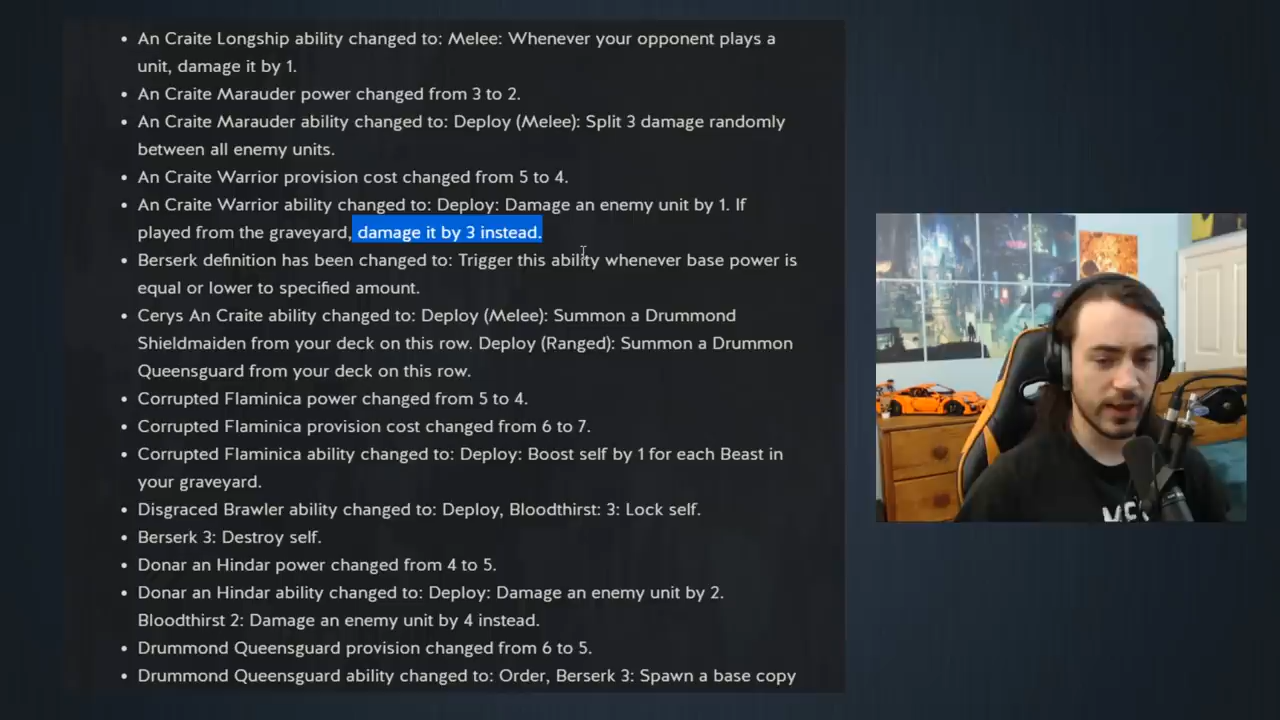 An Craite Longship ability changed to: Melee: Whenever your opponent plays a
unit, damage it by 1.
An Craite Marauder power changed from 3 to 2.
An Craite Marauder ability changed to: Deploy (Melee): Split 3 damage randomly
between all enemy units.
An Craite Warrior provision cost changed from 5 to 4.
An Craite Warrior ability changed to: Deploy: Damage an enemy unit by 1. If
played from the graveyard, damage it by 3 instead.
Berserk definition has been changed to: Trigger this ability whenever base power is
equal or lower to specified amount.
Cerys An Craite ability changed to: Deploy (Melee): Summon a Drummond
Shieldmaiden from your deck on this row. Deploy (Ranged): Summon a Drummon
Queensguard from your deck on this row.
Corrupted Flaminica power changed from 5 to 4.
Corrupted Flaminica provision cost changed from 6 to 7.
Corrupted Flaminica ability changed to: Deploy: Boost self by 1 for each Beast in
your graveyard.
Disgraced Brawler ability changed to: Deploy, Bloodthirst: 3: Lock self.
Berserk 3: Destroy self.
Donar an Hindar power changed from 4 to 5.
Donar an Hindar ability changed to: Deploy: Damage an enemy unit by 2.
Bloodthirst 2: Damage an enemy unit by 4 instead.
Drummond Queensguard provision changed from 6 to 5.
Drummond Queensguard ability changed to: Order, Berserk 3: Spawn a base copy